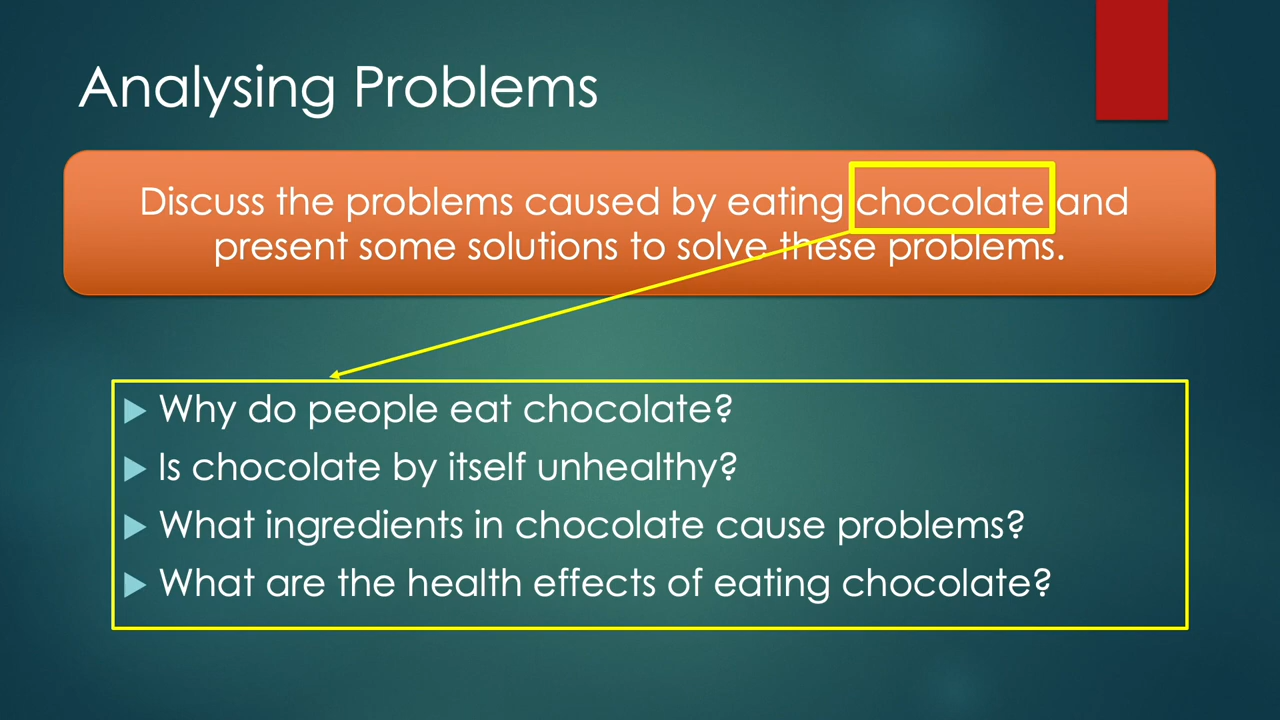 Analysing Problems
Discuss the problems caused by eating chocolate and
present some solutions to solve these problems.
Why do people eat chocolate?
Is chocolate by itself unhealthy?
What ingredients in chocolate cause problems?
What are the health effects of eating chocolate?